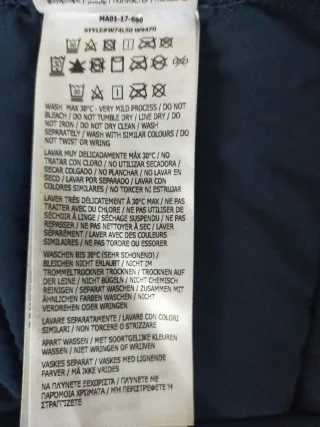 MA01-17-660
STYLE#W74L50 W8470
WASH MAX 30°C - VERY MILD PROCESS / DO NOT
BLEACH / DO NOT TUMBLE DRY / LINE DRY / DO
NOT IRON / DO NOT DRY CLEAN / WASH
SEPARATELY / WASH WITH SIMILAR COLOURS / DO
NOT TWIST OR WRING
LAVAR MUY DELICADAMENTE MÁX 30°C / NO
TRATAR CON CLORO / NO UTILIZAR SECADORA /
SECAR COLGADO / NO PLANCHAR / NO LAVAR EN
SECO / LAVAR POR SEPARADO / LAVAR CON
COLORES SIMILARES / NO TORCER NI ESTRUJAR
LAVER TRÈS DÉLICATEMENT À 30°C MAX / NE PAS
TRAITER AVEC DU CHLORE / NE PAS UTILISER DE
SÉCHOIR À LINGE / SÉCHAGE SUSPENDU / NE PAS
REPASSER / NE PAS NETTOYER À SEC / LAVER
SÉPARÉMENT / LAVER AVEC DES COULEURS
SIMILAIRES / NE PAS TORDRE OU ESSORER
WASCHEN BIS 30°C (SEHR SCHONEND) /
BLEICHEN NICHT ERLAUBT / NICHT IM
TROMMELTROCKNER TROCKNEN / TROCKNEN AUF
DER LEINE / NICHT BÜGELN / NICHT CHEMISCH
REINIGEN / SEPARAT WASCHEN / ZUSAMMEN MIT
ÄHNLICHEN FARBEN WASCHEN / NICHT
VERDREHEN ODER WRINGEN
LAVARE SEPARATAMENTE / LAVARE CON COLORI
SIMILARI / NON TORCERE O STRIZZARE
APART WASSEN / MET SOORTGELIJKE KLEUREN
WASSEN / NIET WRINGEN OF WRIJVEN
VASKES SEPARAT / VASKES MED LIGNENDE
FARVER / MÅ IKKE VRIDES
ΝΑ ΠΛΥΝΕΤΕ ΞΕΧΩΡΙΣΤΑ / ΠΛΥΝΕΤΕ ΜΕ
ΠΑΡΟΜΟΙΑ ΧΡΩΜΑΤΑ / ΜΗ ΠΕΡΙΣΤΡΕΦΕΤΕ Ή
ΣΤΡΑΓΓΙΖΕΤΕ